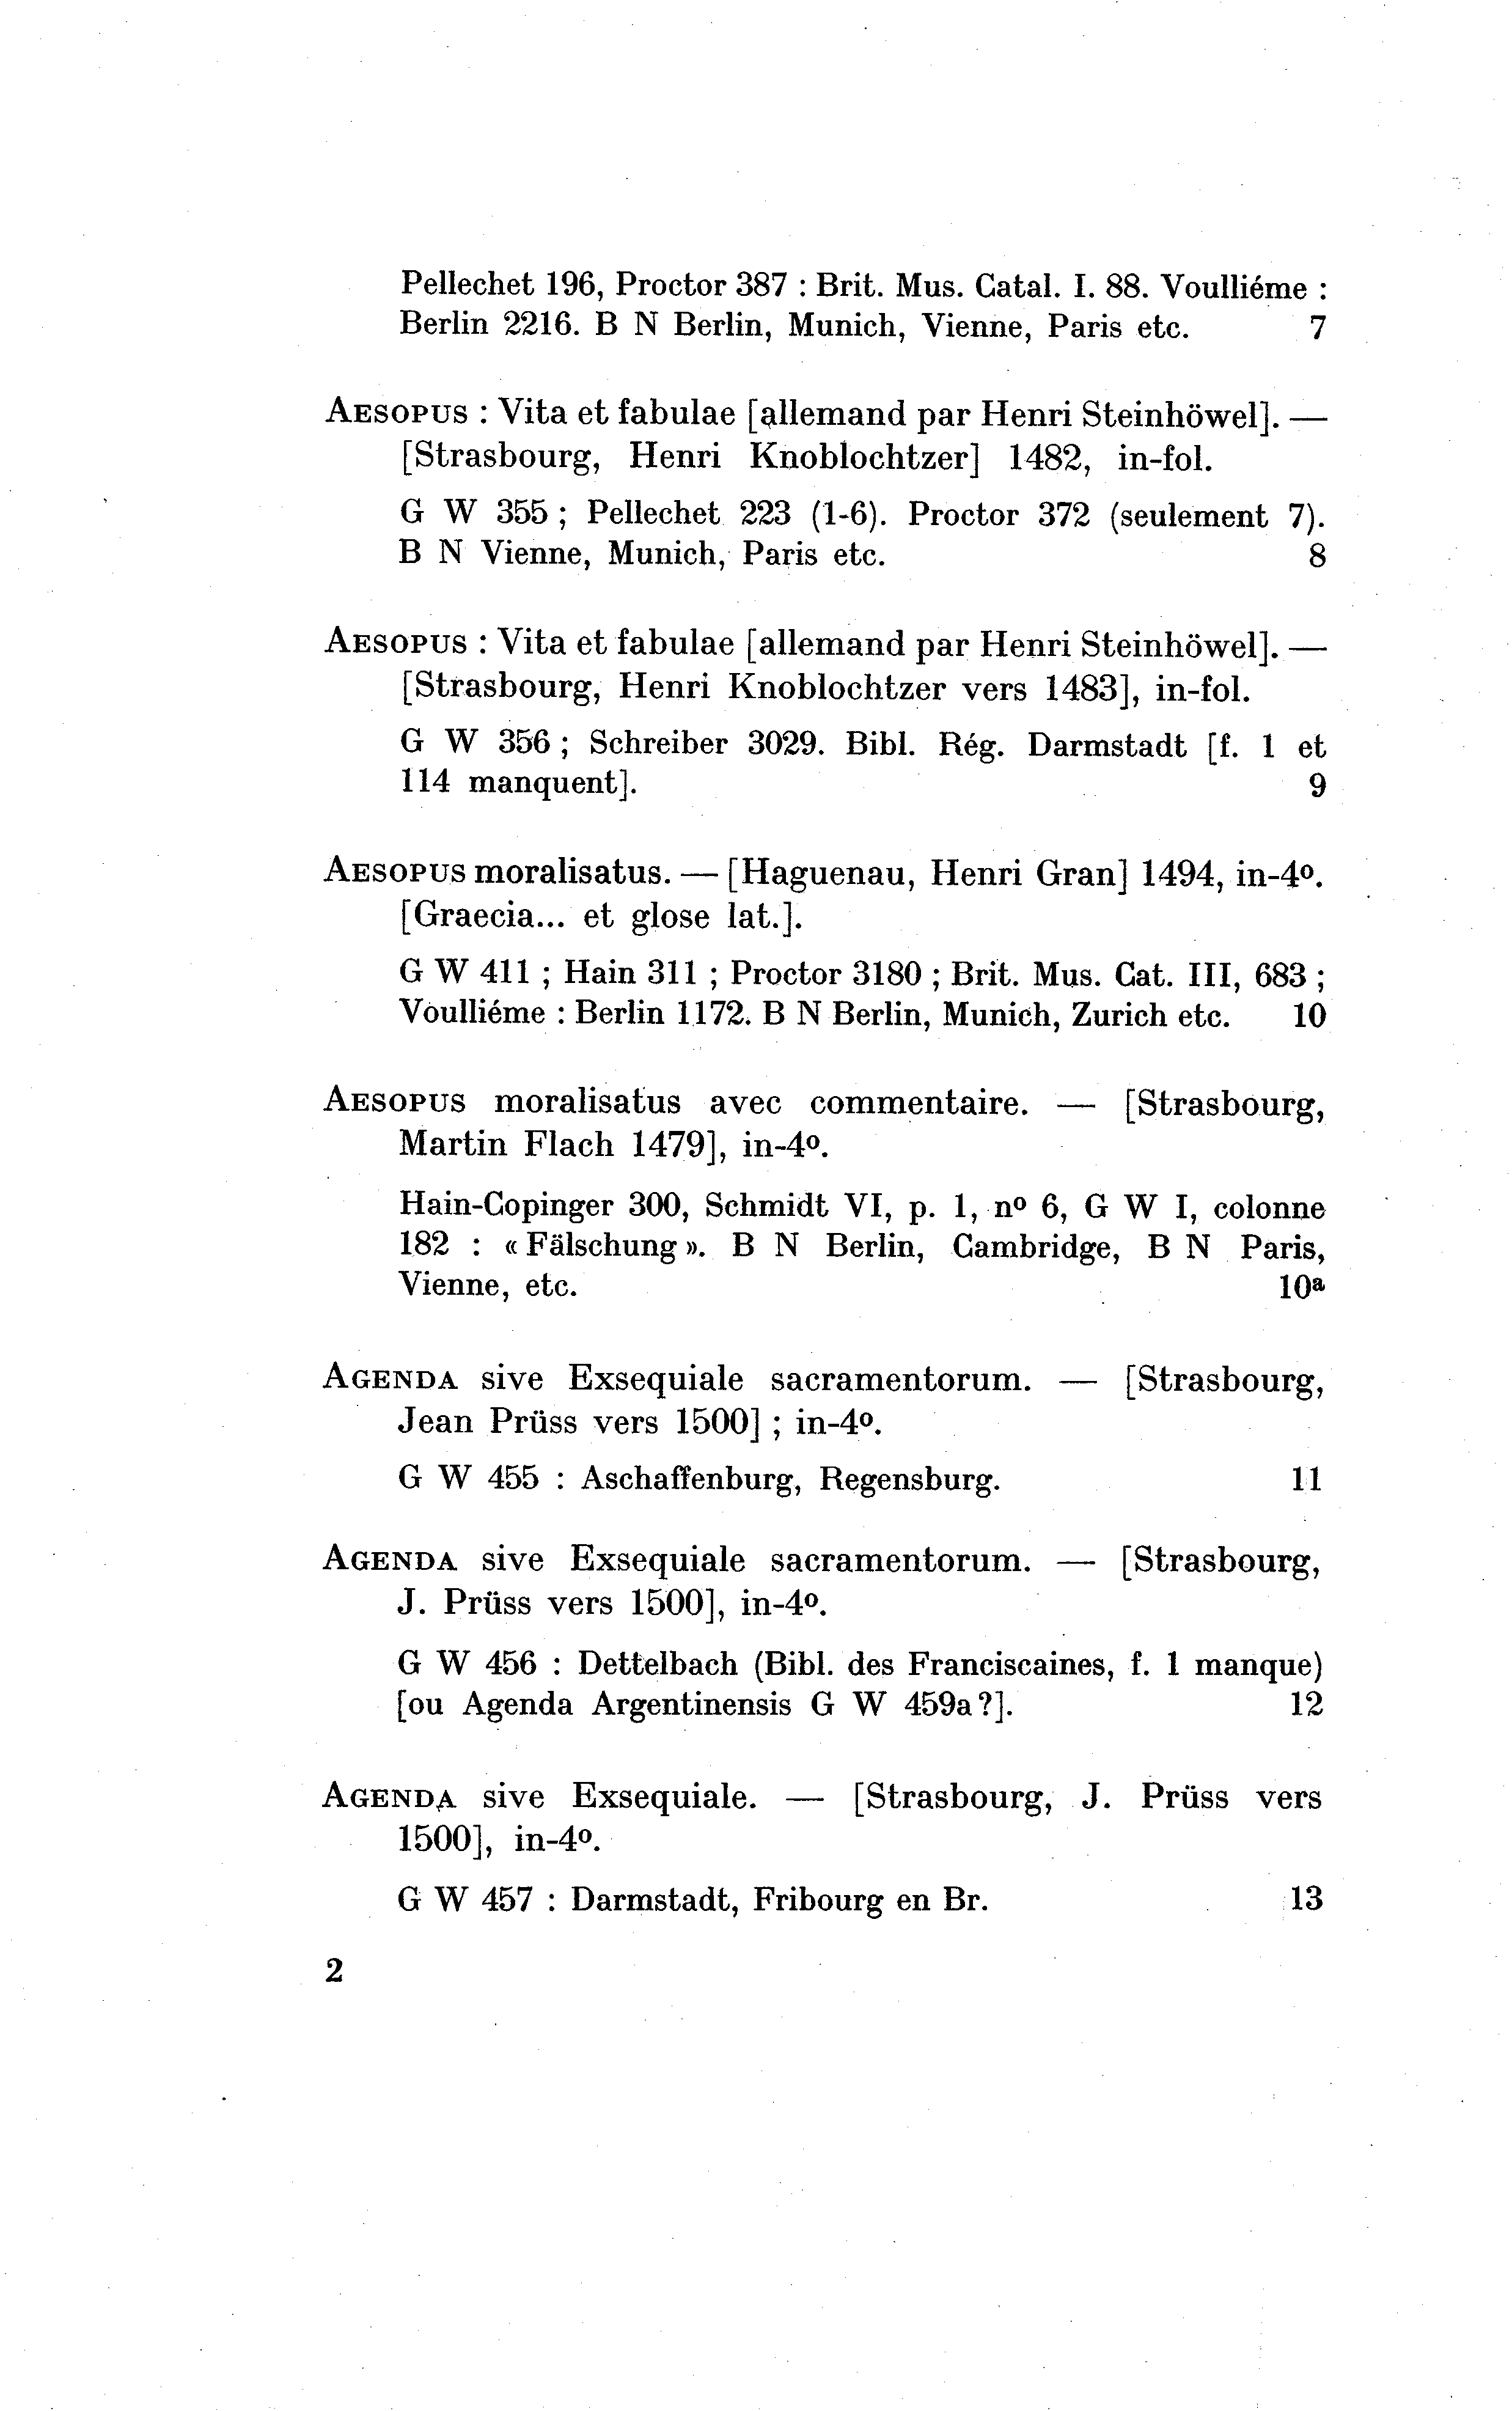 Pellechet 196, Proctor 387 : Brit. Mus. Catal. I. 88. Voulliéme :
Berlin 2216. B N Berlin, Munich, Vienne, Paris etc. 7
AESOPUS : Vita et fabulae [allemand par Henri Steinhöwel]. —
[Strasbourg, Henri Knoblochtzer] 1482, in-fol.
G W 355 ; Pellechet 223 (1-6). Proctor 372 (seulement 7).
B N Vienne, Munich, Paris etc. 8
AESOPUS : Vita et fabulae [allemand par Henri Steinhöwel]. —
[Strasbourg, Henri Knoblochtzer vers 1483], in-fol.
G W 356 ; Schreiber 3029. Bibl. Rég. Darmstadt [f. 1 et
114 manquent]. 9
AESOPUS moralisatus. — [Haguenau, Henri Gran] 1494, in-4º.
[Graecia... et glose lat.].
G W 411 ; Hain 311 ; Proctor 3180 ; Brit. Mus. Cat. III, 683 ;
Voulliéme : Berlin 1172. B N Berlin, Munich, Zurich etc. 10
AESOPUS moralisatus avec commentaire. — [Strasbourg,
Martin Flach 1479], in-4º.
Hain-Copinger 300, Schmidt VI, p. 1, nº 6, G W I, colonne
182 : « Fälschung ». B N Berlin, Cambridge, B N Paris,
Vienne, etc. 10ª
AGENDA sive Exsequiale sacramentorum. — [Strasbourg,
Jean Prüss vers 1500] ; in-4º.
G W 455 : Aschaffenburg, Regensburg. 11
AGENDA sive Exsequiale sacramentorum. — [Strasbourg,
J. Prüss vers 1500], in-4º.
G W 456 : Dettelbach (Bibl. des Franciscaines, f. 1 manque)
[ou Agenda Argentinensis G W 459a?]. 12
AGENDA sive Exsequiale. — [Strasbourg, J. Prüss vers
1500], in-4º.
G W 457 : Darmstadt, Fribourg en Br. 13
2